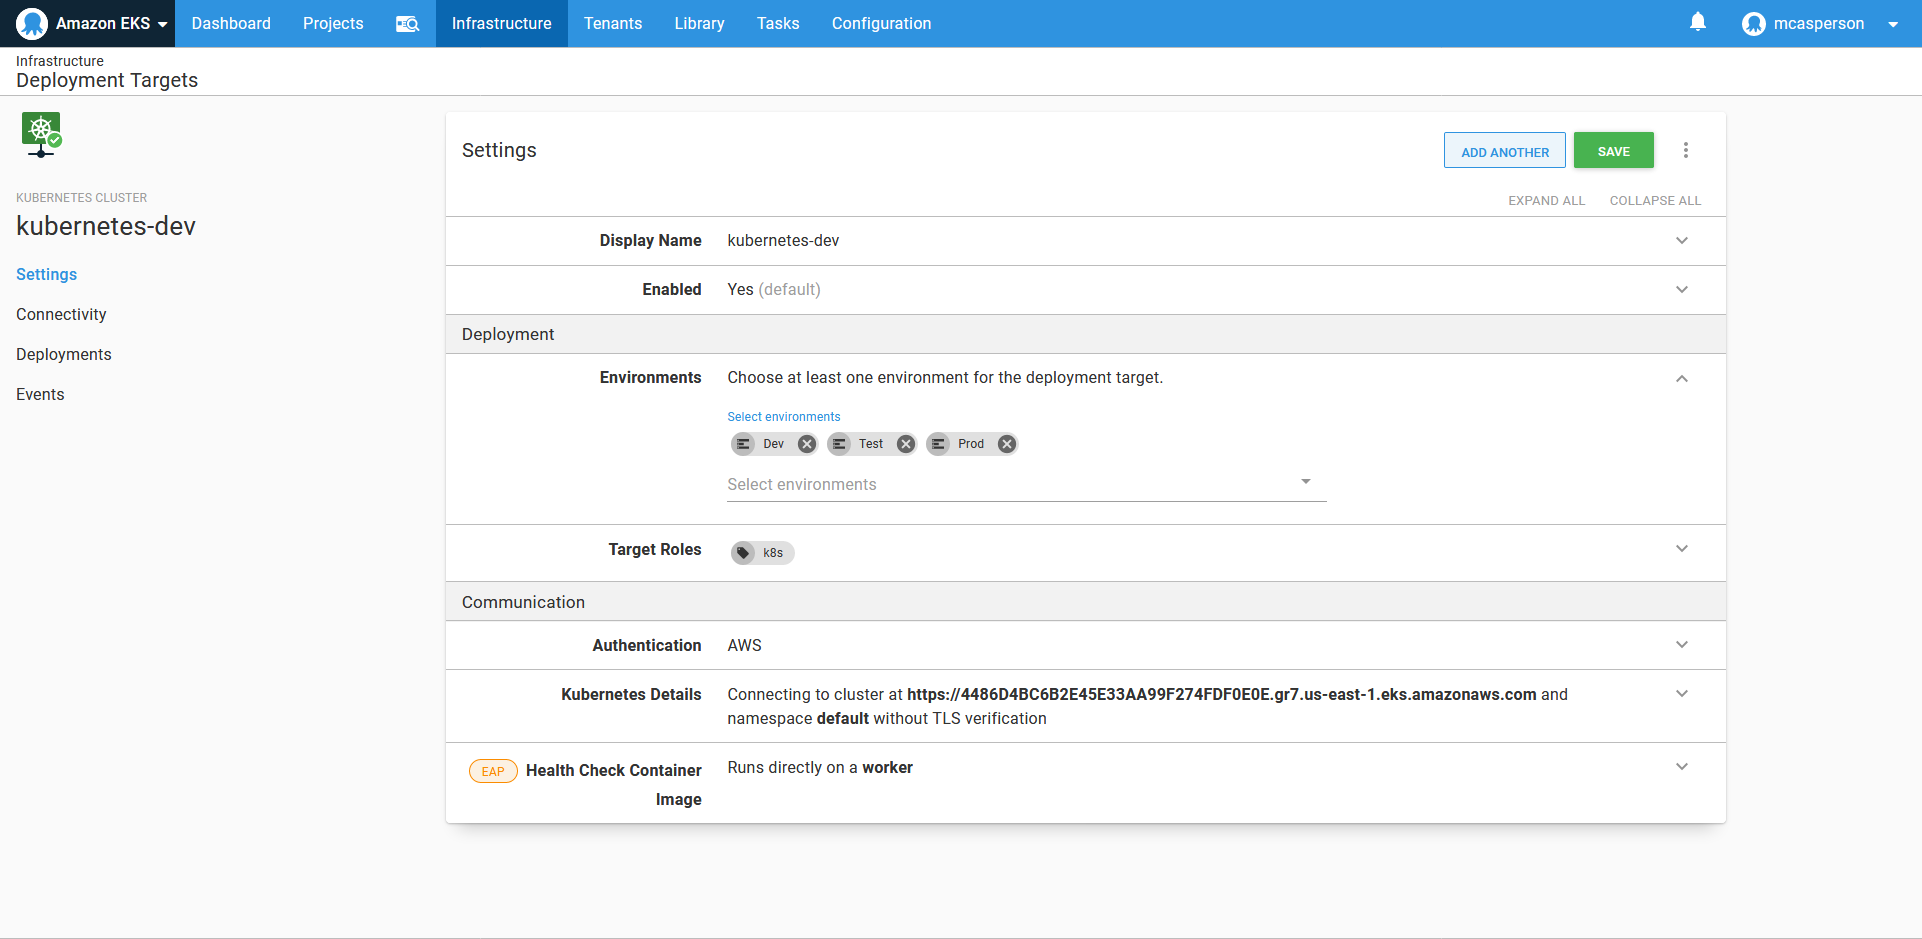 Amazon EKS Dashboard Projects Infrastructure Tenants Library Tasks Configuration mcasperson
Infrastructure
Deployment Targets
KUBERNETES CLUSTER
kubernetes-dev
Settings
Connectivity
Deployments
Events
Settings
ADD ANOTHER SAVE
EXPAND ALL COLLAPSE ALL
Display Name kubernetes-dev
Enabled Yes (default)
Deployment
Environments Choose at least one environment for the deployment target.
Select environments
Dev Test Prod
Select environments
Target Roles k8s
Communication
Authentication AWS
Kubernetes Details Connecting to cluster at https://4486D4BC6B2E45E33AA99F274FDF0E0E.gr7.us-east-1.eks.amazonaws.com and
namespace default without TLS verification
EAP Health Check Container Runs directly on a worker
Image